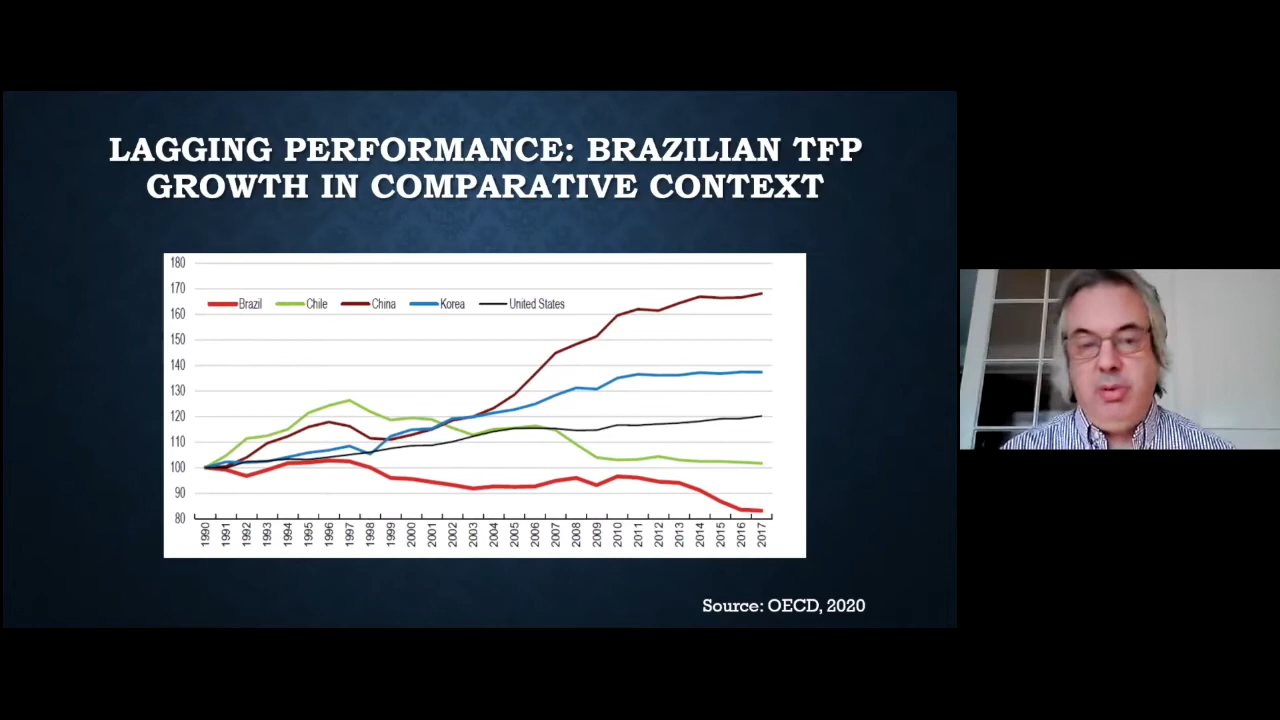 LAGGING PERFORMANCE: BRAZILIAN TFP
GROWTH IN COMPARATIVE CONTEXT
180
170
Brazil Chile China Korea United States
160
150
140
130
120
110
100
90
80
1990 1991 1992 1993 1994 1995 1996 1997 1998 1999 2000 2001 2002 2003 2004 2005 2006 2007 2008 2009 2010 2011 2012 2013 2014 2015 2016 2017
Source: OECD, 2020